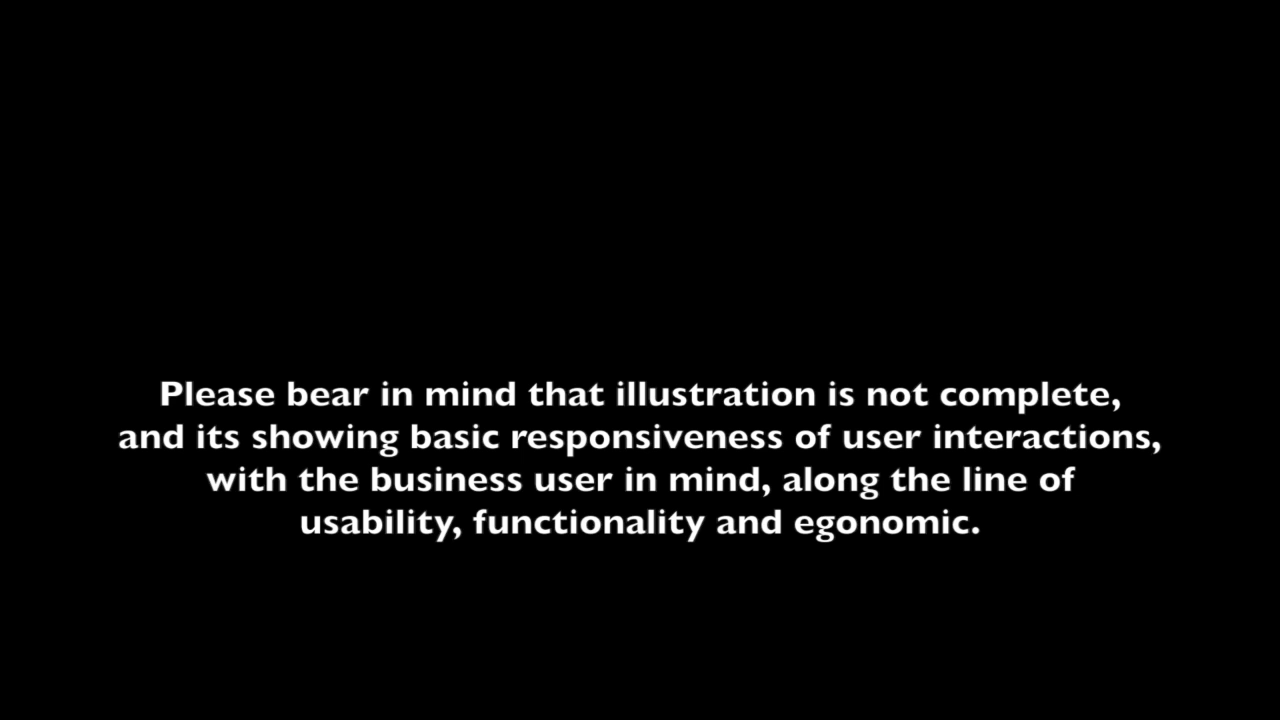 Please bear in mind that illustration is not complete,
and its showing basic responsiveness of user interactions,
with the business user in mind, along the line of
usability, functionality and egonomic.